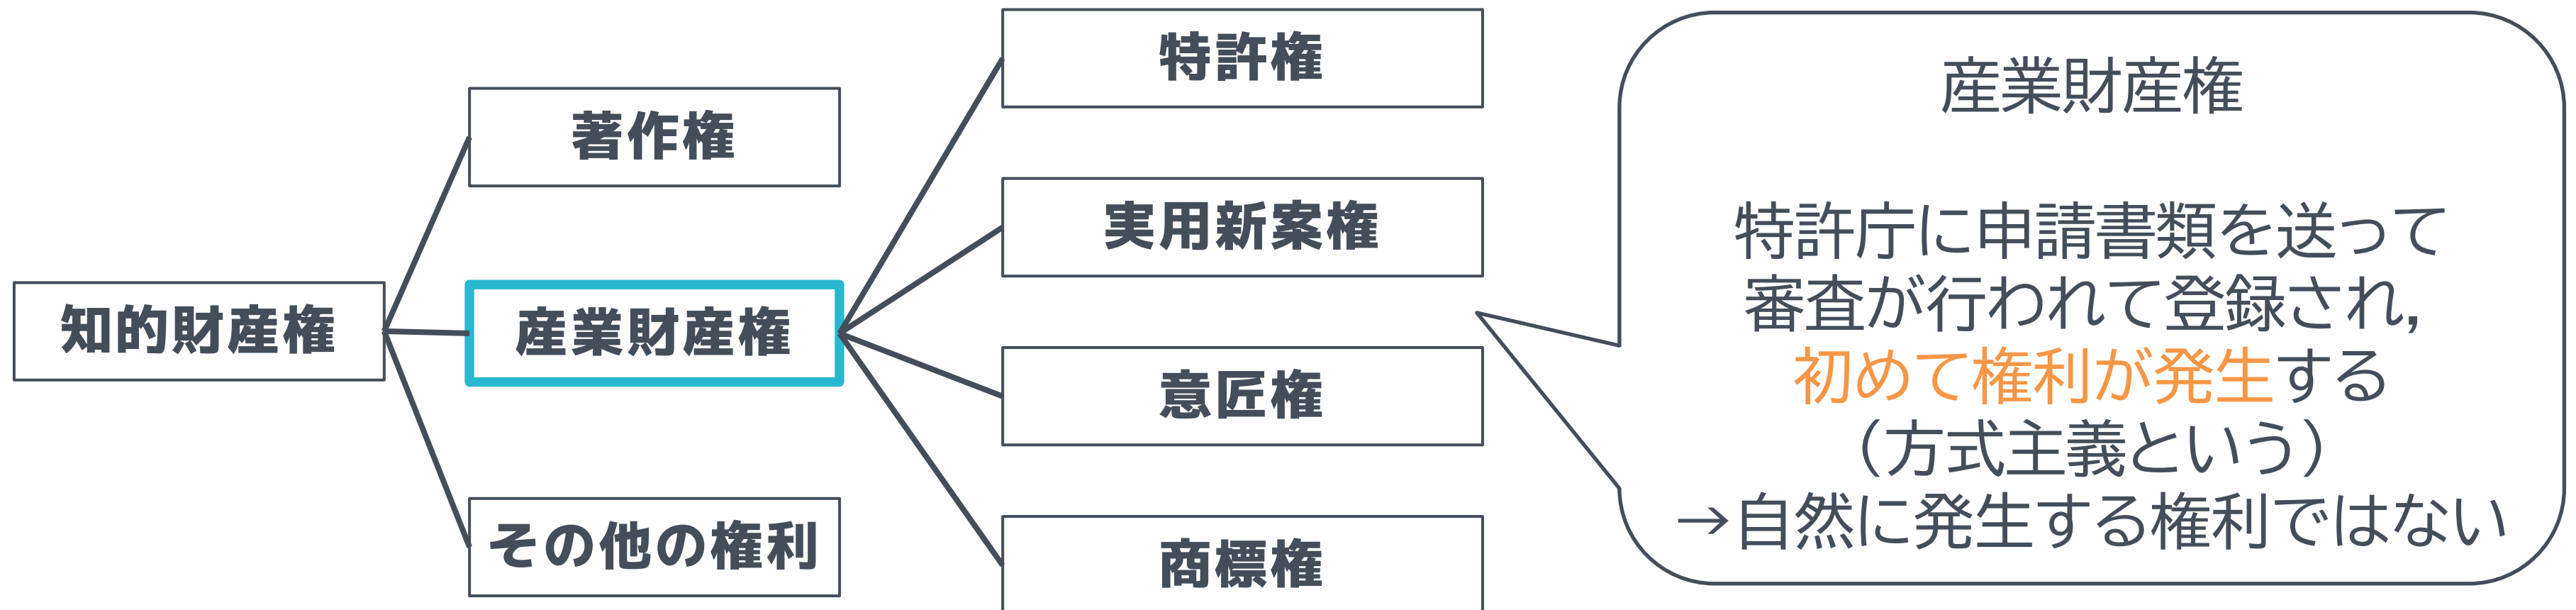 知的財産権
著作権
産業財産権
その他の権利
特許権
実用新案権
意匠権
商標権
産業財産権
特許庁に申請書類を送って
審査が行われて登録され，
初めて権利が発生する
（方式主義という）
→自然に発生する権利ではない